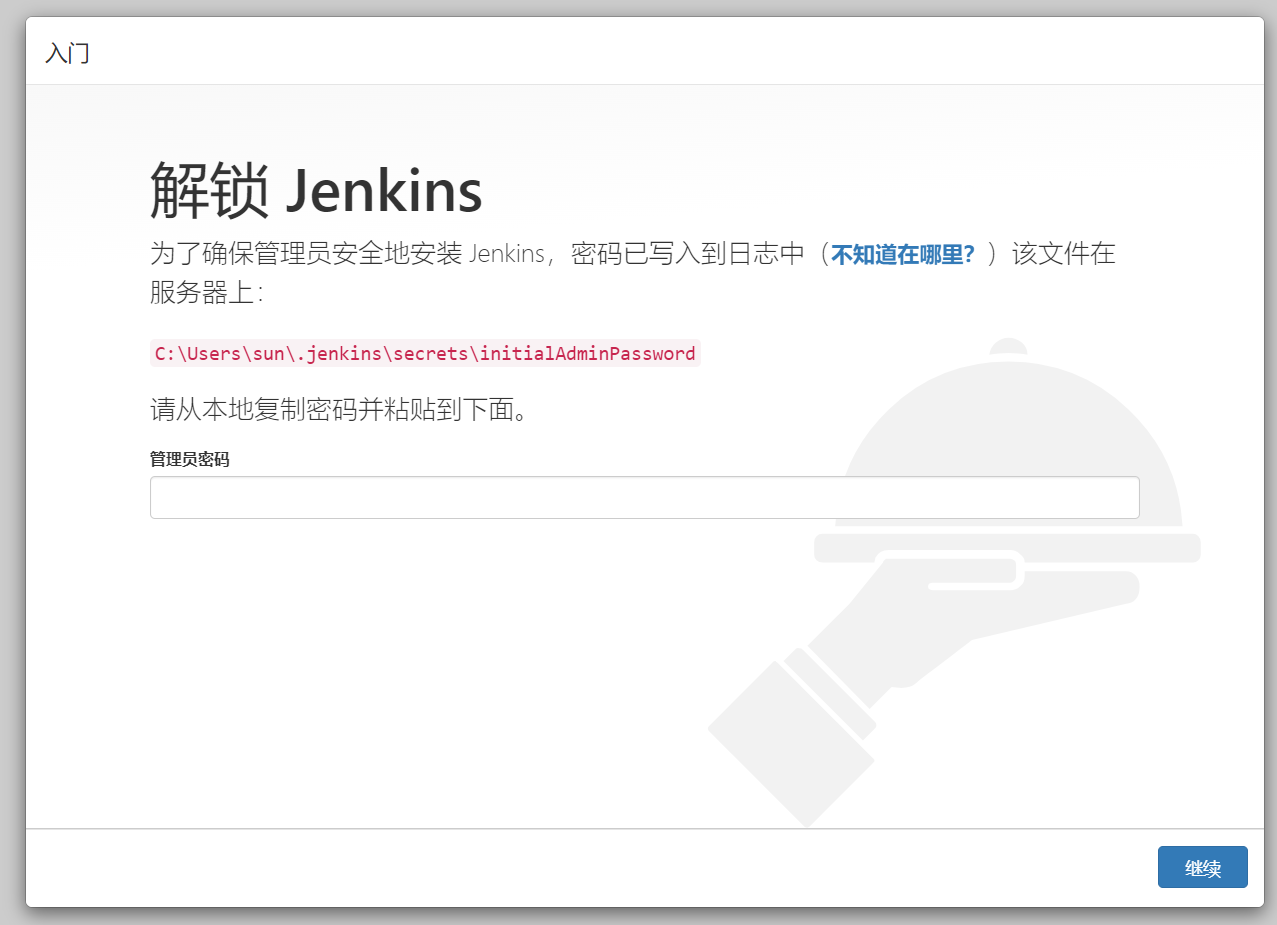 入门
解锁 Jenkins
为了确保管理员安全地安装 Jenkins，密码已写入到日志中（不知道在哪里？）该文件在
服务器上：
C:\Users\sun\.jenkins\secrets\initialAdminPassword
请从本地复制密码并粘贴到下面。
管理员密码
继续